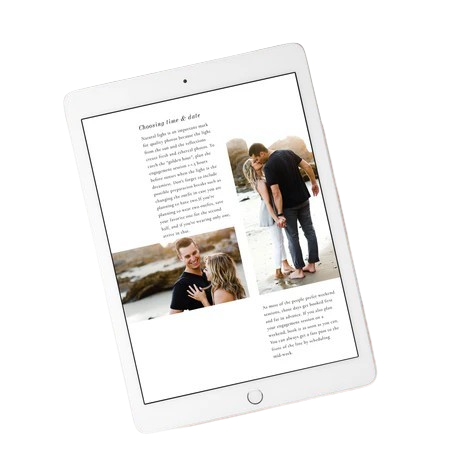 Choosing time & date
Natural light is an important mark
for quality photos because the light
from the sun and the reflections
create fresh and ethereal photos. To
catch the "golden hour", plan the
engagement session 1-1.5 hours
before sunset when the light is the
dreamiest. Don't forget to include
possible preparation breaks such as
changing the outfit in case you are
planning to have two. If you're
planning to wear two outfits, save
your favorite one for the second
half, and if you're wearing only one,
arrive in that.
As most of the people prefer weekend
sessions, those days get booked first
and far in advance. If you also plan
your engagement session on a
weekend, book it as soon as you can.
You can always get a free pass to the
front of the line by scheduling
mid-week.